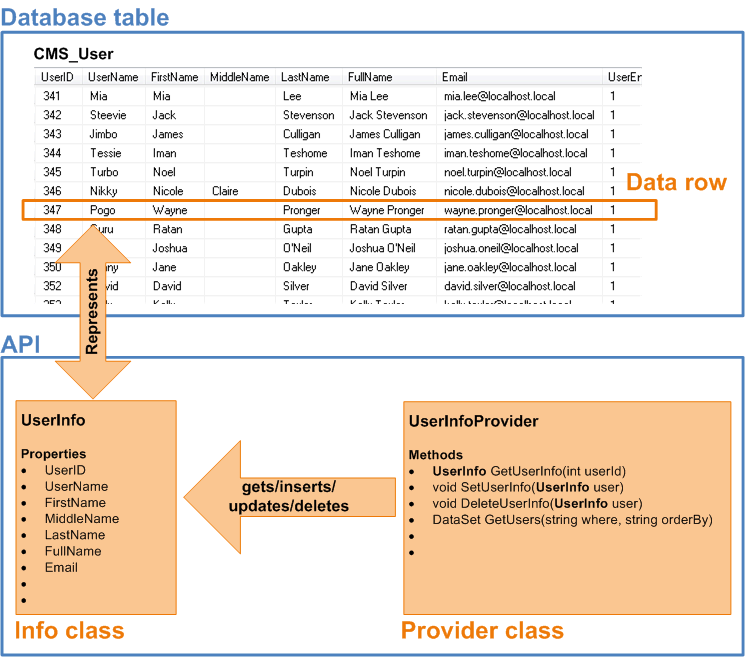 Database table
CMS_User
UserID UserName FirstName MiddleName LastName FullName Email
341 Mia Mia Lee Mia Lee mia.lee@localhost.local 1
342 Steevie Jack Stevenson Jack Stevenson jack.stevenson@localhost.local 1
343 Jimbo James Culligan James Culligan james.culligan@localhost.local 1
344 Tessie Iman Teshome Iman Teshome iman.teshome@localhost.local 1
345 Turbo Noel Turpin Noel Turpin noel.turpin@localhost.local 1
346 Nikky Nicole Claire Dubois Nicole Dubois nicole.dubois@localhost.local 1
Data row
347 Pogo Wayne Pronger Wayne Pronger wayne.pronger@localhost.local 1
348 Ratan Gupta Ratan Gupta ratan.gupta@localhost.local 1
349 Joshua O'Neil Joshua O'Neil joshua.oneil@localhost.local 1
350 Jane Oakley Jane Oakley jane.oakley@localhost.local 1
352 David Silver David Silver david.silver@localhost.local 1
Represents
API
UserInfo
Properties
• UserID
• UserName
• FirstName
• MiddleName
• LastName
• FullName
• Email
•
•
Info class
gets/inserts/
updates/deletes
UserInfoProvider
Methods
• UserInfo GetUserInfo(int userId)
• void SetUserInfo(UserInfo user)
• void DeleteUserInfo(UserInfo user)
• DataSet GetUsers(string where, string orderBy)
•
•
Provider class